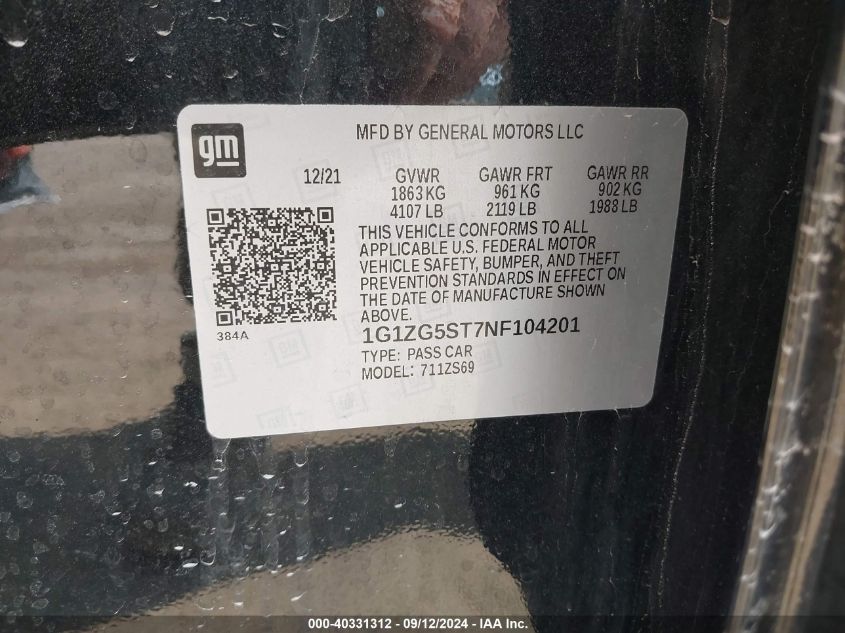 gm
MFD BY GENERAL MOTORS LLC
12/21 GVWR GAWR FRT GAWR RR
1863 KG 961 KG 902 KG
4107 LB 2119 LB 1988 LB
THIS VEHICLE CONFORMS TO ALL
APPLICABLE U.S. FEDERAL MOTOR
VEHICLE SAFETY, BUMPER, AND THEFT
PREVENTION STANDARDS IN EFFECT ON
THE DATE OF MANUFACTURE SHOWN
ABOVE.
384A
1G1ZG5ST7NF104201
TYPE: PASS CAR
MODEL: 711ZS69
000-40331312 - 09/12/2024 - IAA Inc.